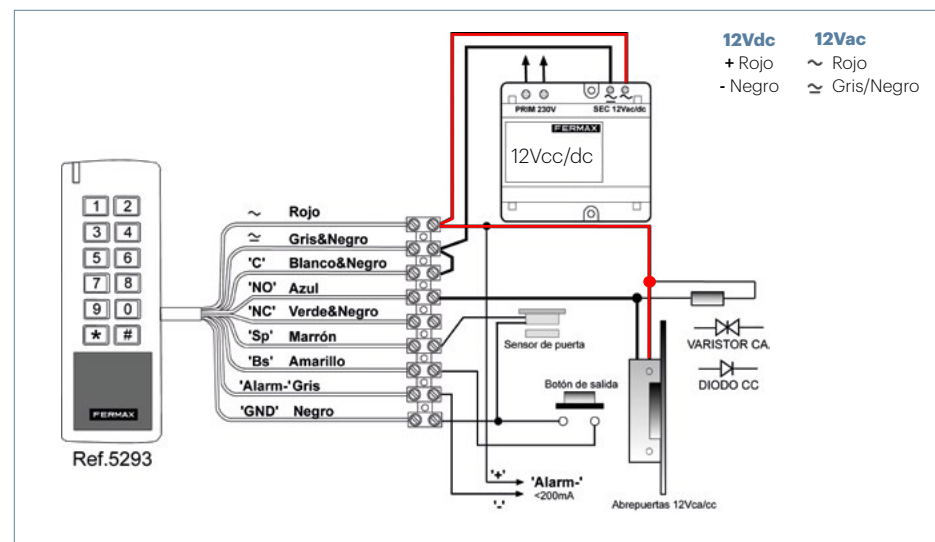 12Vdc 12Vac
+ Rojo ~ Rojo
- Negro ≃ Gris/Negro
PRIM 230V SEC 12Vac/dc
≃ ~
FERMAX
12Vcc/dc
1 2
3 4
5 6
7 8
9 0
* #
FERMAX
Ref.5293
~ Rojo
≃ Gris&Negro
'C' Blanco&Negro
'NO' Azul
'NC' Verde&Negro
'Sp' Marrón
'Bs' Amarillo
'Alarm-' Gris
'GND' Negro
Sensor de puerta
Botón de salida
VARISTOR CA.
DIODO CC
'+' 'Alarm-'
<200mA
'-'
Abrepuertas 12Vca/cc